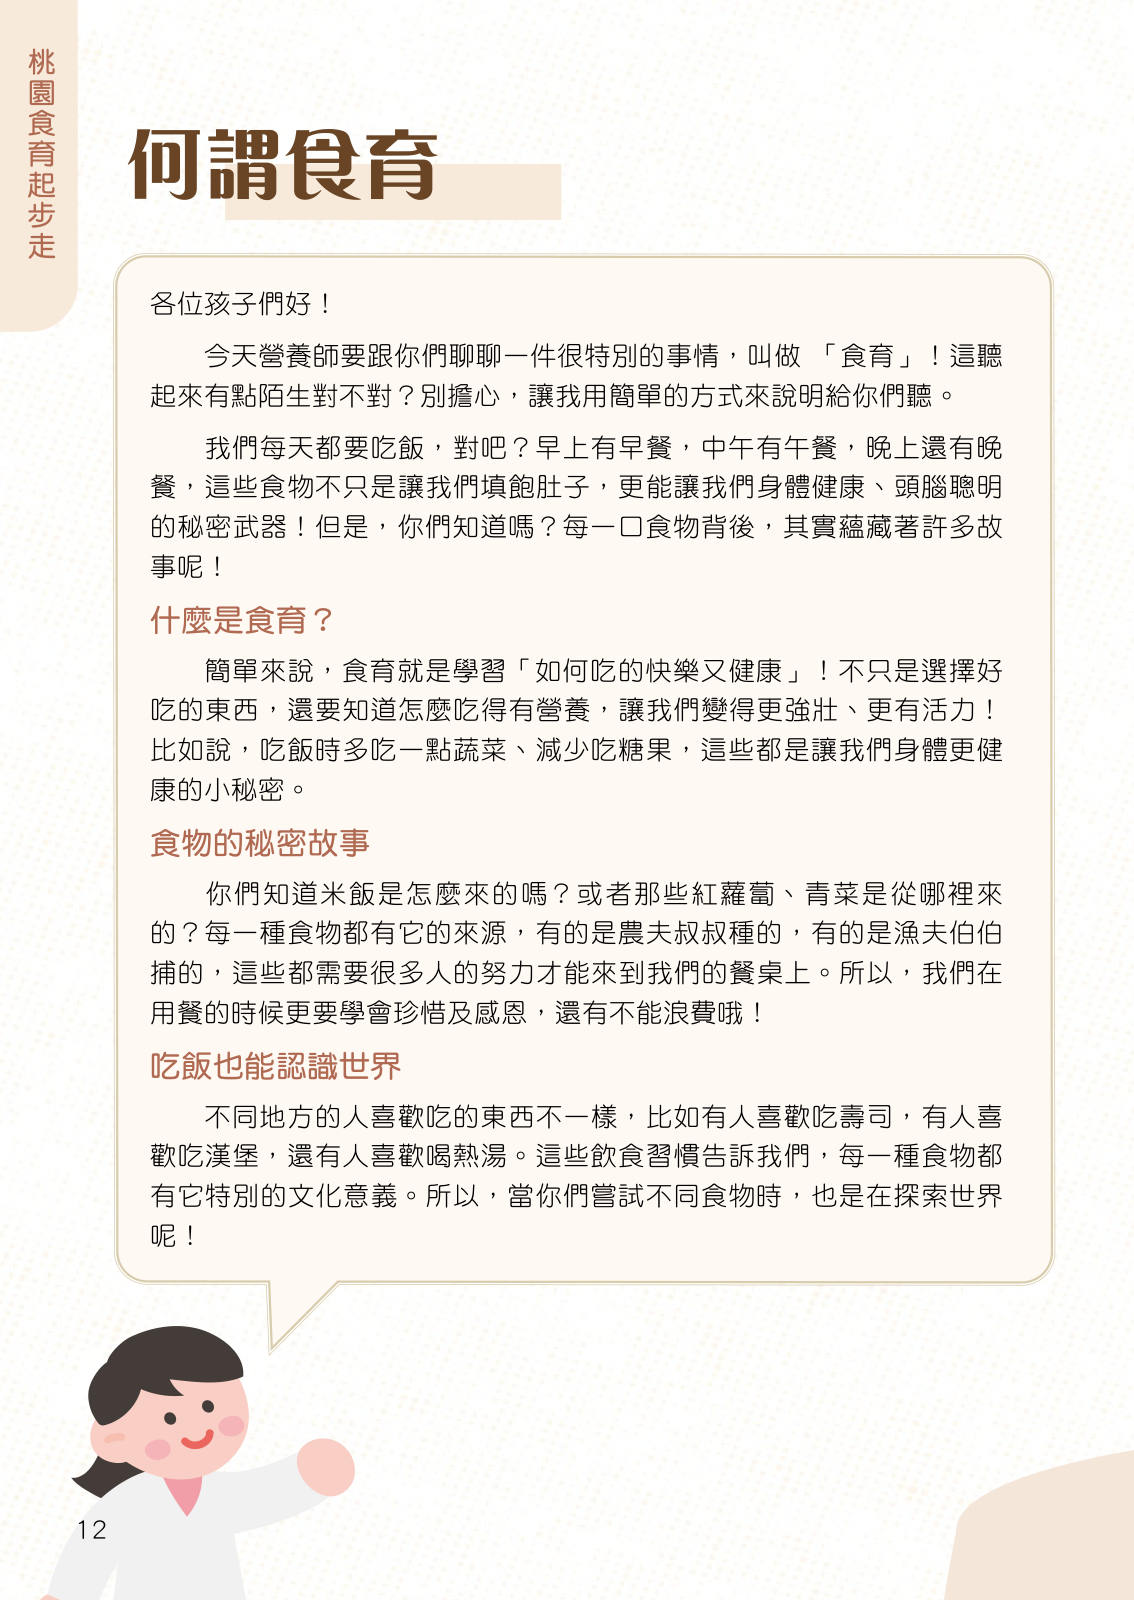 桃園食育起步走
何謂食育
各位孩子們好！
今天營養師要跟你們聊聊一件很特別的事情，叫做「食育」！這聽
起來有點陌生對不對？別擔心，讓我用簡單的方式來說明給你們聽。
我們每天都要吃飯，對吧？早上有早餐，中午有午餐，晚上還有晚
餐，這些食物不只是讓我們填飽肚子，更能讓我們身體健康、頭腦聰明
的秘密武器！但是，你們知道嗎？每一口食物背後，其實蘊藏著許多故
事呢！
什麼是食育？
簡單來說，食育就是學習「如何吃的快樂又健康」！不只是選擇好
吃的東西，還要知道怎麼吃得有營養，讓我們變得更強壯、更有活力！
比如說，吃飯時多吃一點蔬菜、減少吃糖果，這些都是讓我們身體更健
康的小秘密。
食物的秘密故事
你們知道米飯是怎麼來的嗎？或者那些紅蘿蔔、青菜是從哪裡來
的？每一種食物都有它的來源，有的是農夫叔叔種的，有的是漁夫伯伯
捕的，這些都需要很多人的努力才能來到我們的餐桌上。所以，我們在
用餐的時候更要學會珍惜及感恩，還有不能浪費哦！
吃飯也能認識世界
不同地方的人喜歡吃的東西不一樣，比如有人喜歡吃壽司，有人喜
歡吃漢堡，還有人喜歡喝熱湯。這些飲食習慣告訴我們，每一種食物都
有它特別的文化意義。所以，當你們嘗試不同食物時，也是在探索世界
呢！
12